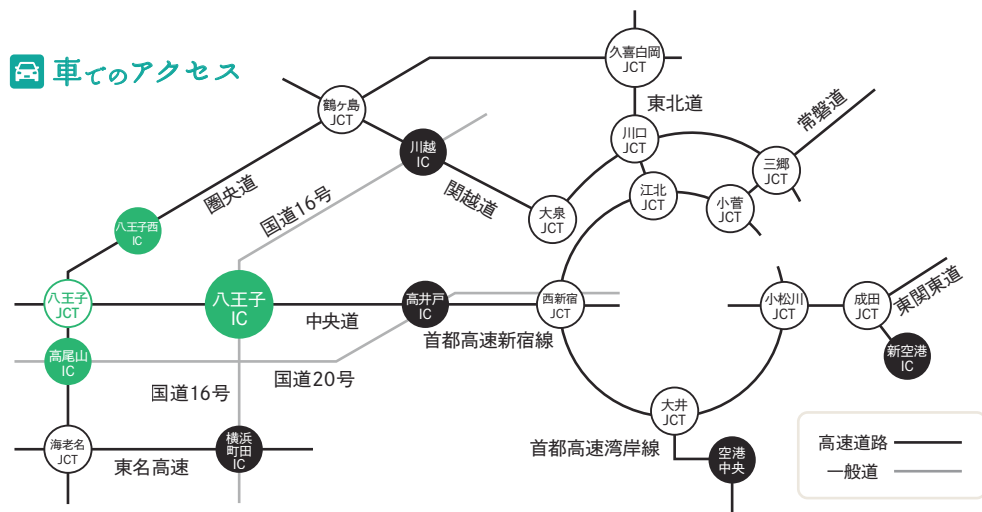 車でのアクセス
久喜白岡
JCT
東北道
常磐道
鶴ヶ島
JCT
川越
IC
川口
JCT
三郷
JCT
圏央道
国道16号
関越道
大泉
JCT
江北
JCT
小菅
JCT
八王子西
IC
八王子
JCT
八王子
IC
中央道
高井戸
IC
首都高速新宿線
西新宿
JCT
小松川
JCT
成田
JCT
東関東道
新空港
IC
高尾山
IC
国道16号
国道20号
海老名
JCT
東名高速
横浜
町田
IC
大井
JCT
首都高速湾岸線
空港
中央
高速道路
一般道